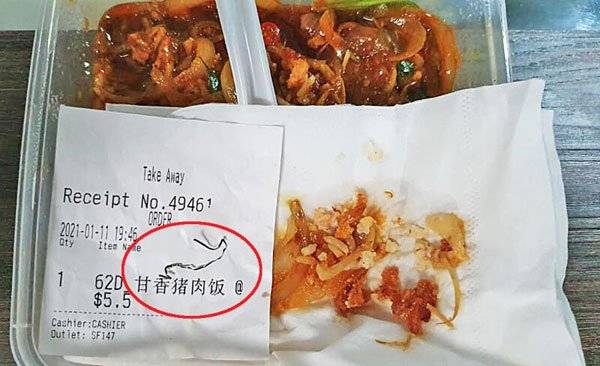 Take Away
Receipt No.49461
ORDER
2021-01-11 19:46
Qty Item Name
1 62D 甘香猪肉饭 @
$5.5
Cashier:CASHIER
Outlet: SF147